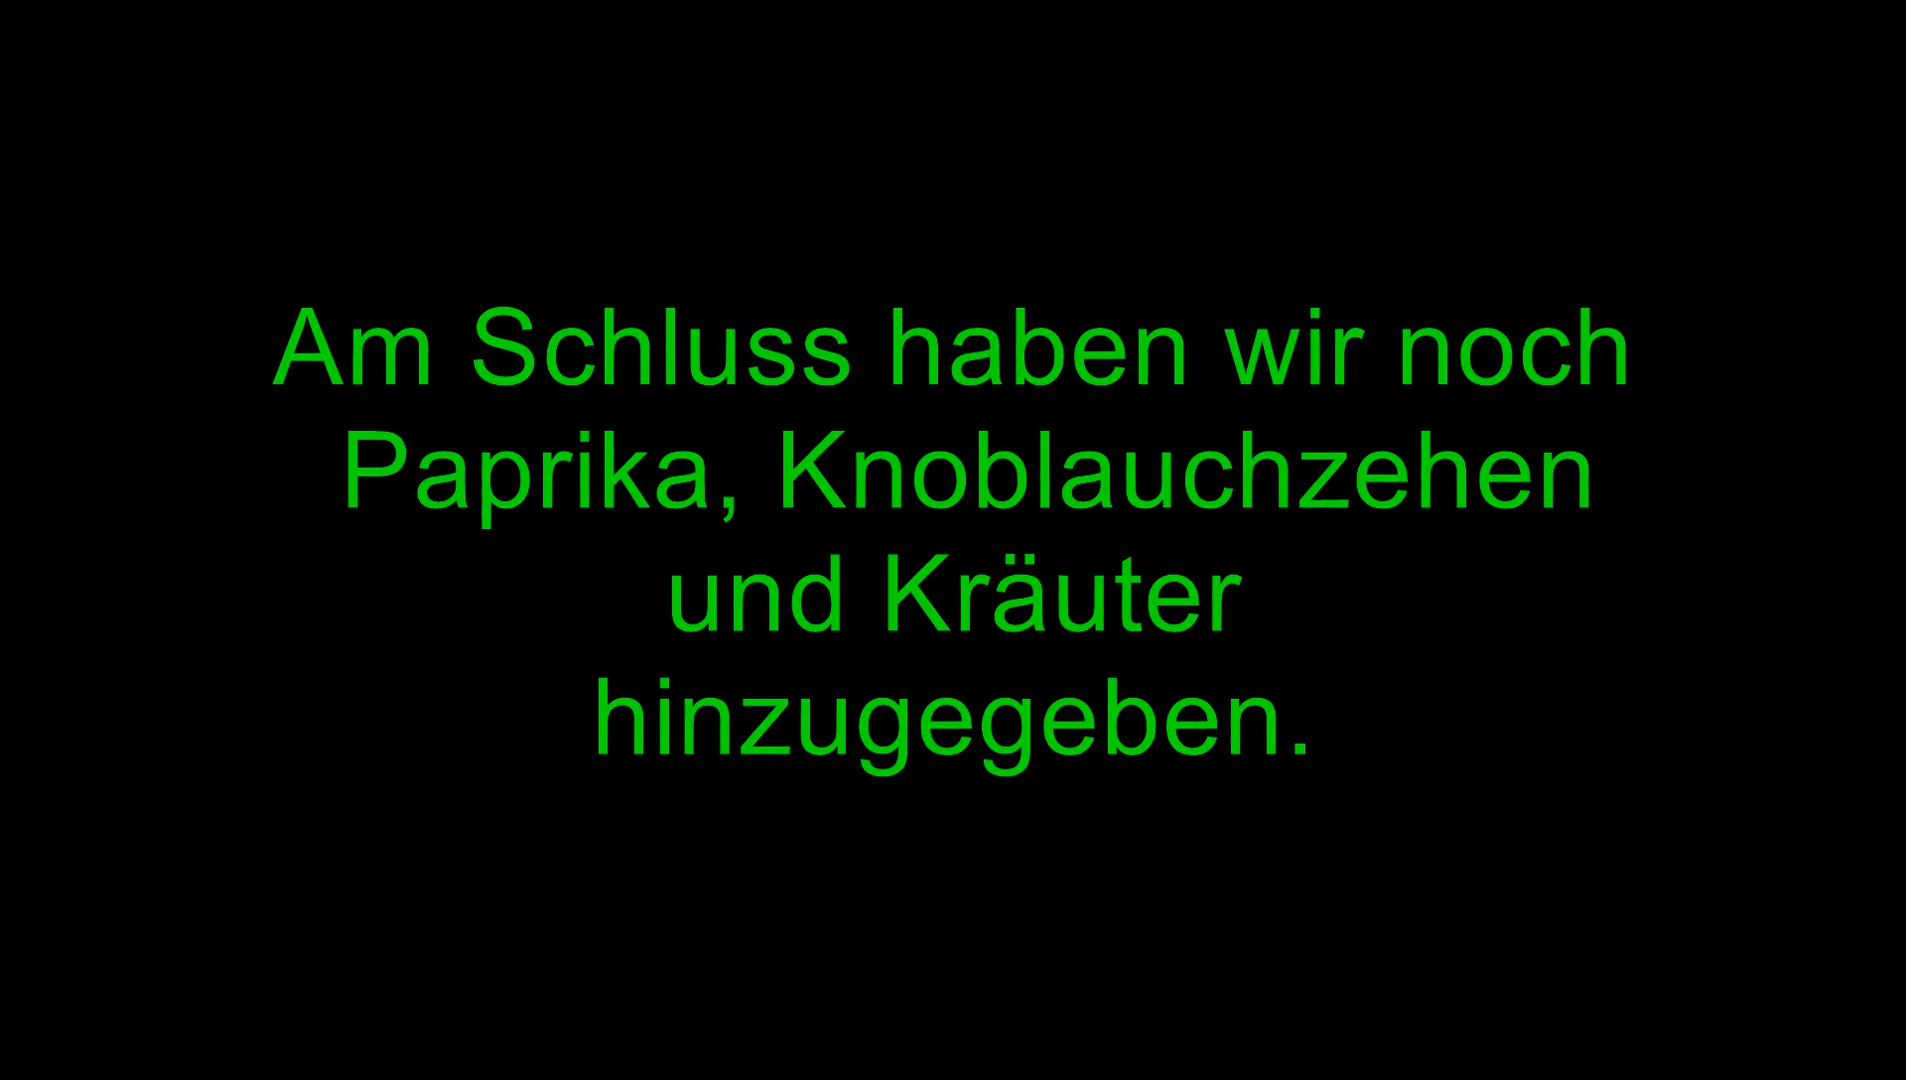 Am Schluss haben wir noch
Paprika, Knoblauchzehen
und Kräuter
hinzugegeben.